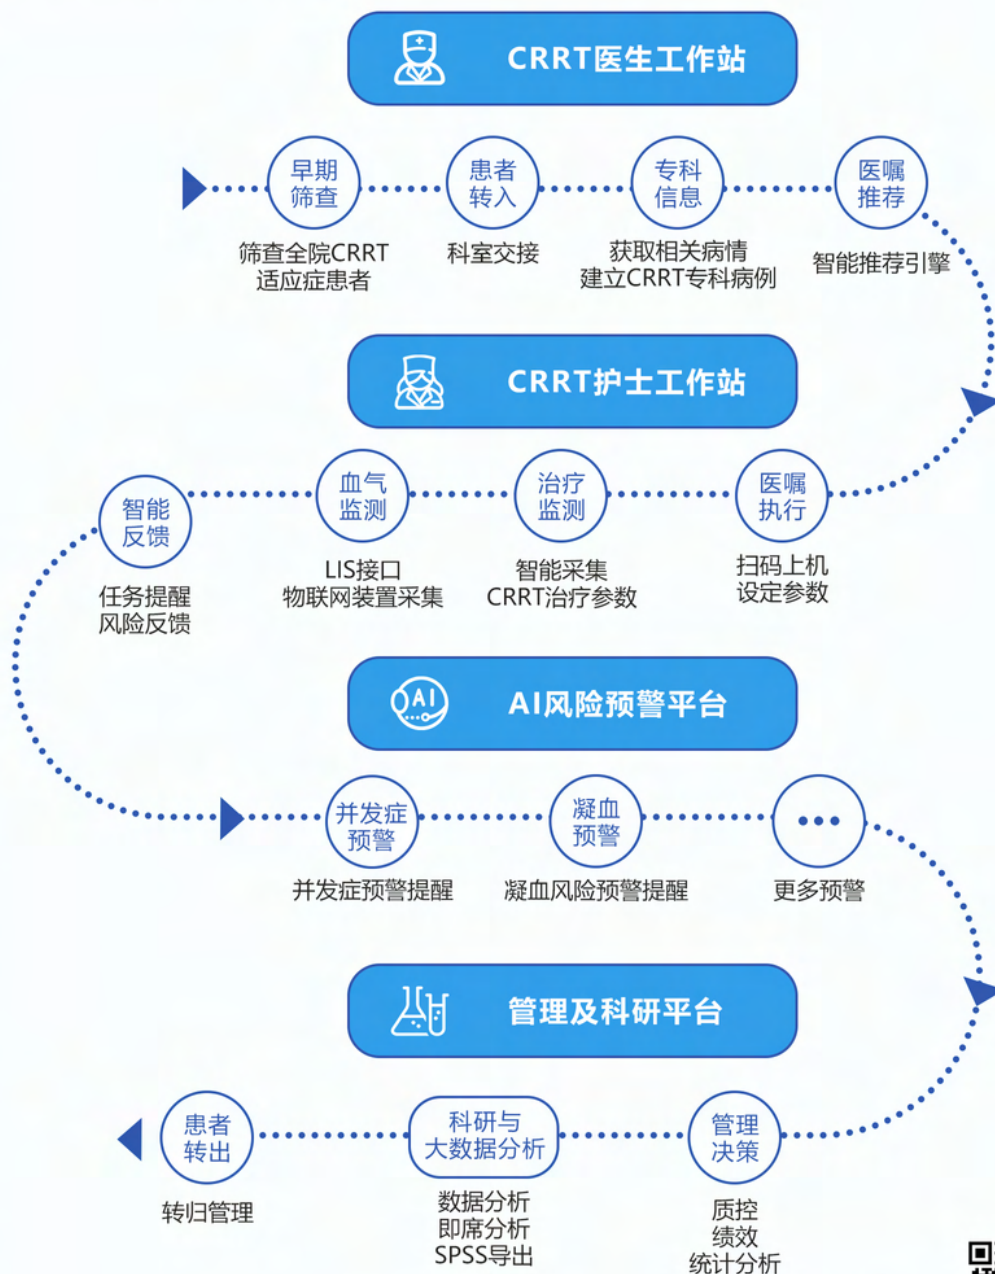 CRRT医生工作站
早期
筛查
患者
转入
专科
信息
医嘱
推荐
筛查全院CRRT
适应症患者
科室交接
获取相关病情
建立CRRT专科病例
智能推荐引擎
CRRT护士工作站
智能
反馈
血气
监测
治疗
监测
医嘱
执行
任务提醒
风险反馈
LIS接口
物联网装置采集
智能采集
CRRT治疗参数
扫码上机
设定参数
AI
AI风险预警平台
并发症
预警
凝血
预警
•••
并发症预警提醒
凝血风险预警提醒
更多预警
管理及科研平台
患者
转出
科研与
大数据分析
管理
决策
转归管理
数据分析
即席分析
SPSS导出
质控
绩效
统计分析